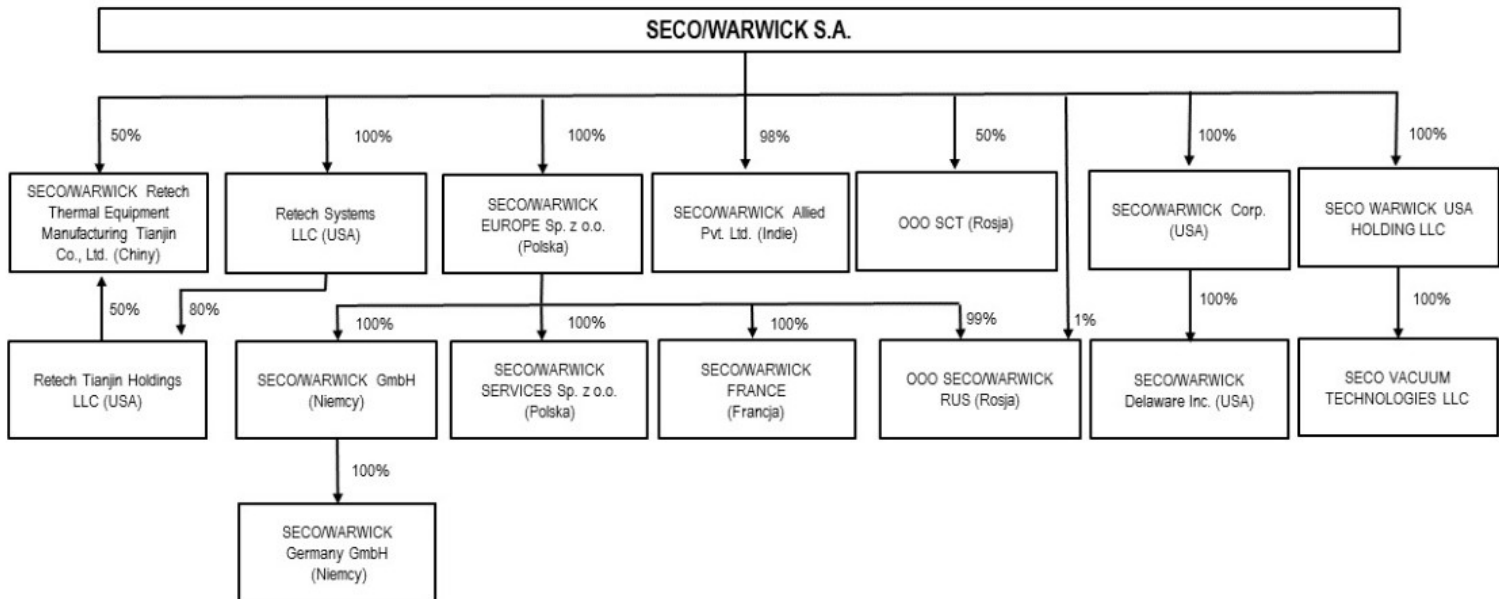 SECO/WARWICK S.A.
50%
100%
100%
98%
50%
100%
100%
SECO/WARWICK Retech
Thermal Equipment
Manufacturing Tianjin
Co., Ltd. (Chiny)
Retech Systems
LLC (USA)
SECO/WARWICK
EUROPE Sp. z o.o.
(Polska)
SECO/WARWICK Allied
Pvt. Ltd. (Indie)
OOO SCT (Rosja)
SECO/WARWICK Corp.
(USA)
SECO WARWICK USA
HOLDING LLC
50%
80%
100%
100%
100%
99%
1%
100%
100%
Retech Tianjin Holdings
LLC (USA)
SECO/WARWICK GmbH
(Niemcy)
SECO/WARWICK
SERVICES Sp. z o.o.
(Polska)
SECO/WARWICK
FRANCE
(Francja)
OOO SECO/WARWICK
RUS (Rosja)
SECO/WARWICK
Delaware Inc. (USA)
SECO VACUUM
TECHNOLOGIES LLC
100%
SECO/WARWICK
Germany GmbH
(Niemcy)